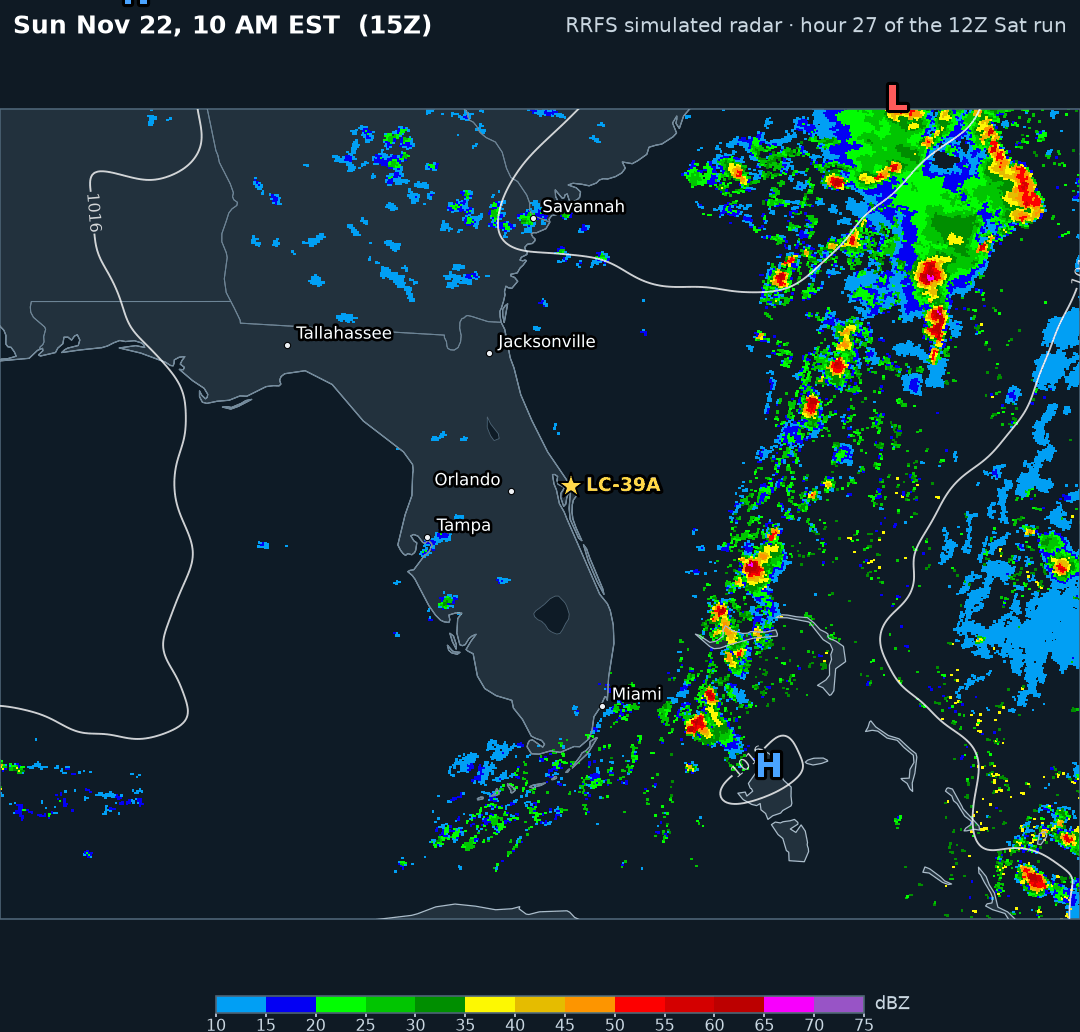 Sun Nov 22, 10 AM EST (15Z)
RRFS simulated radar · hour 27 of the 12Z Sat run
L
1016
Savannah
Tallahassee
Jacksonville
Orlando
LC-39A
Tampa
Miami
H
dBZ
10 15 20 25 30 35 40 45 50 55 60 65 70 75